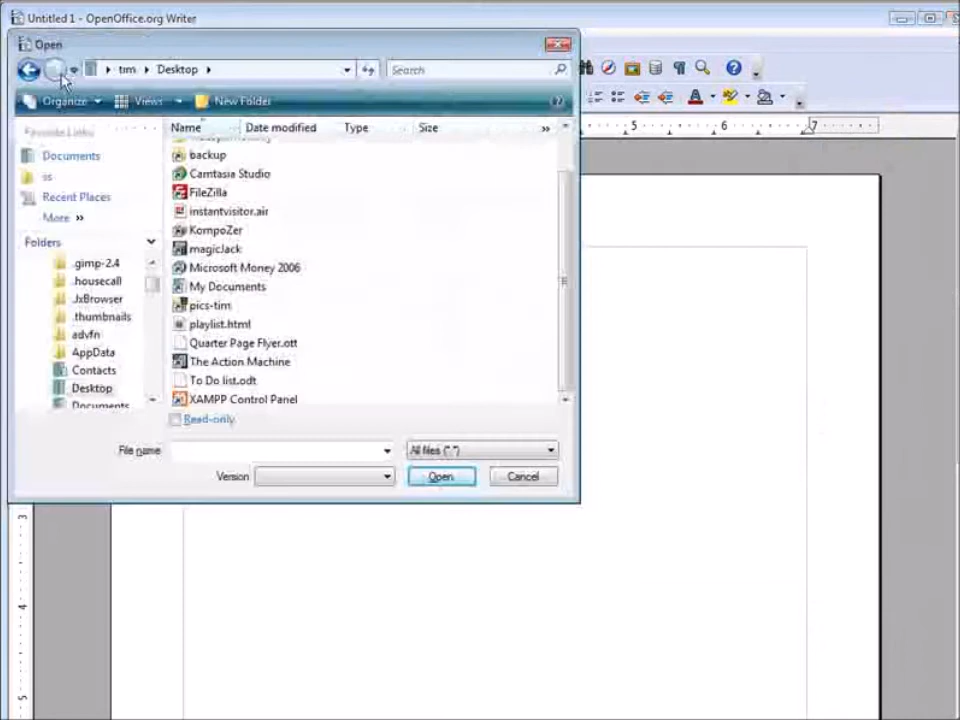 Untitled 1 - OpenOffice.org Writer
Open
tim Desktop Search
Organize Views New Folder
Favorite Links
Documents
ss
Recent Places
More »
Folders
.gimp-2.4
.housecall
.JxBrowser
.thumbnails
advfn
AppData
Contacts
Desktop
Documents
Name Date modified Type Size »
backup
Camtasia Studio
FileZilla
instantvisitor.air
KompoZer
magicJack
Microsoft Money 2006
My Documents
pics-tim
playlist.html
Quarter Page Flyer.ott
The Action Machine
To Do list.odt
XAMPP Control Panel
Read-only
File name All files (*.*)
Version Open Cancel
5 6 7
3
4
5